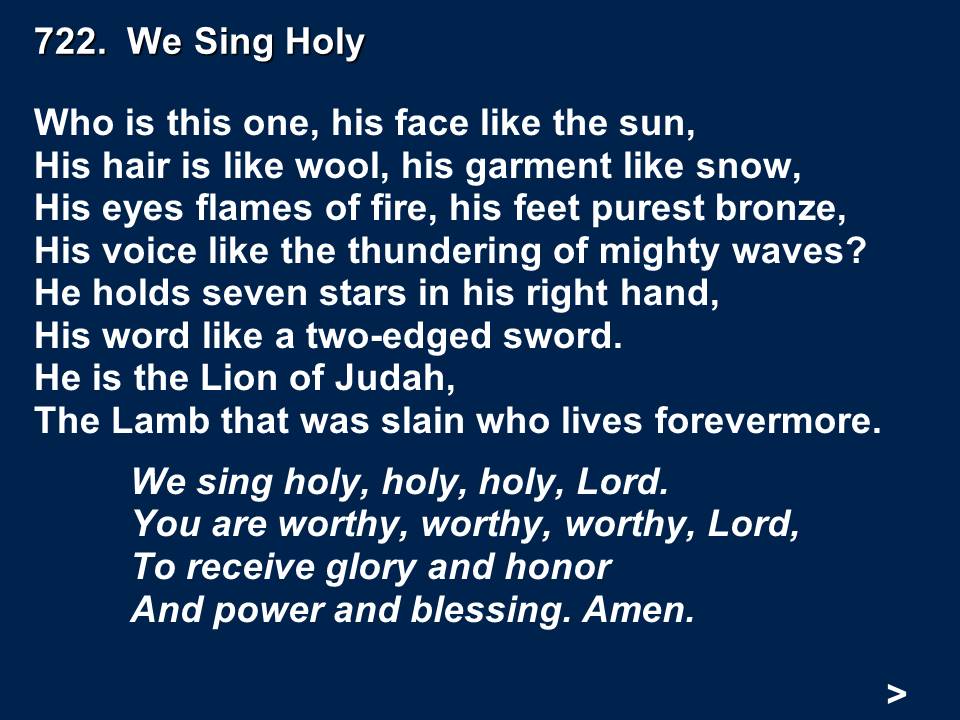 722. We Sing Holy
Who is this one, his face like the sun,
His hair is like wool, his garment like snow,
His eyes flames of fire, his feet purest bronze,
His voice like the thundering of mighty waves?
He holds seven stars in his right hand,
His word like a two-edged sword.
He is the Lion of Judah,
The Lamb that was slain who lives forevermore.
We sing holy, holy, holy, Lord.
You are worthy, worthy, worthy, Lord,
To receive glory and honor
And power and blessing. Amen.
>